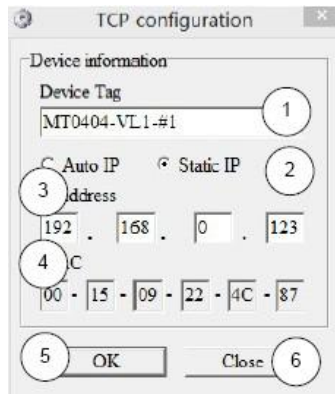 TCP configuration
Device information
Device Tag
MT0404-VL1-#1
1
Auto IP Static IP
2
3
ddress
192 . 168 . 0 . 123
4
C
00 - 15 - 09 - 22 - 4C - 87
5
OK
Close
6